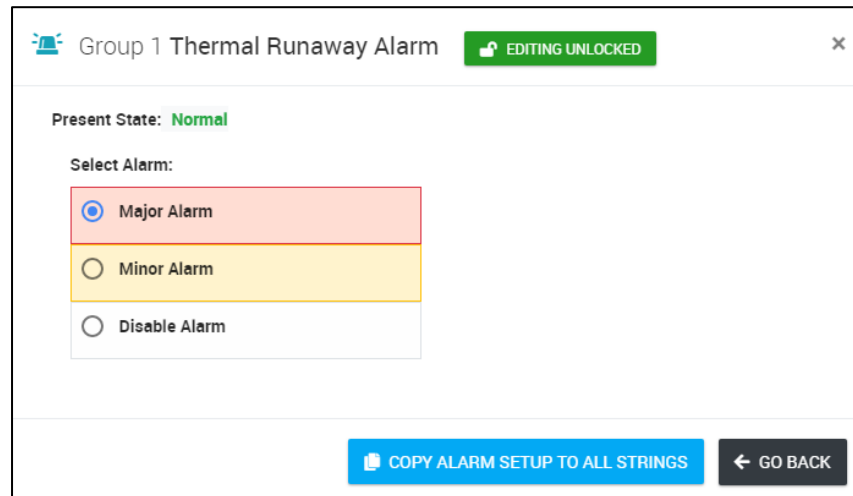 Group 1 Thermal Runaway Alarm EDITING UNLOCKED ×
Present State: Normal
Select Alarm:
Major Alarm
Minor Alarm
Disable Alarm
COPY ALARM SETUP TO ALL STRINGS GO BACK